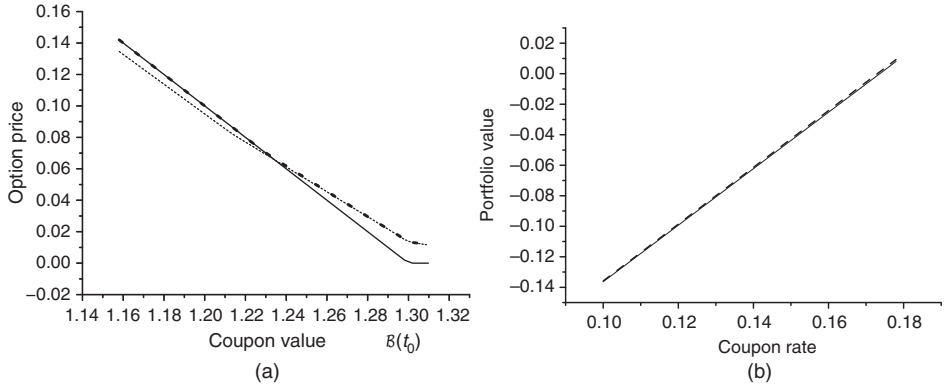 0.16
0.14
0.12
0.10
0.08
0.06
0.04
0.02
0.00
−0.02
Option price
1.14 1.16 1.18 1.20 1.22 1.24 1.26 1.28 1.30 1.32
Coupon value ℬ(t₀)
(a)
0.02
0.00
−0.02
−0.04
−0.06
−0.08
−0.10
−0.12
−0.14
Portfolio value
0.10 0.12 0.14 0.16 0.18
Coupon rate
(b)